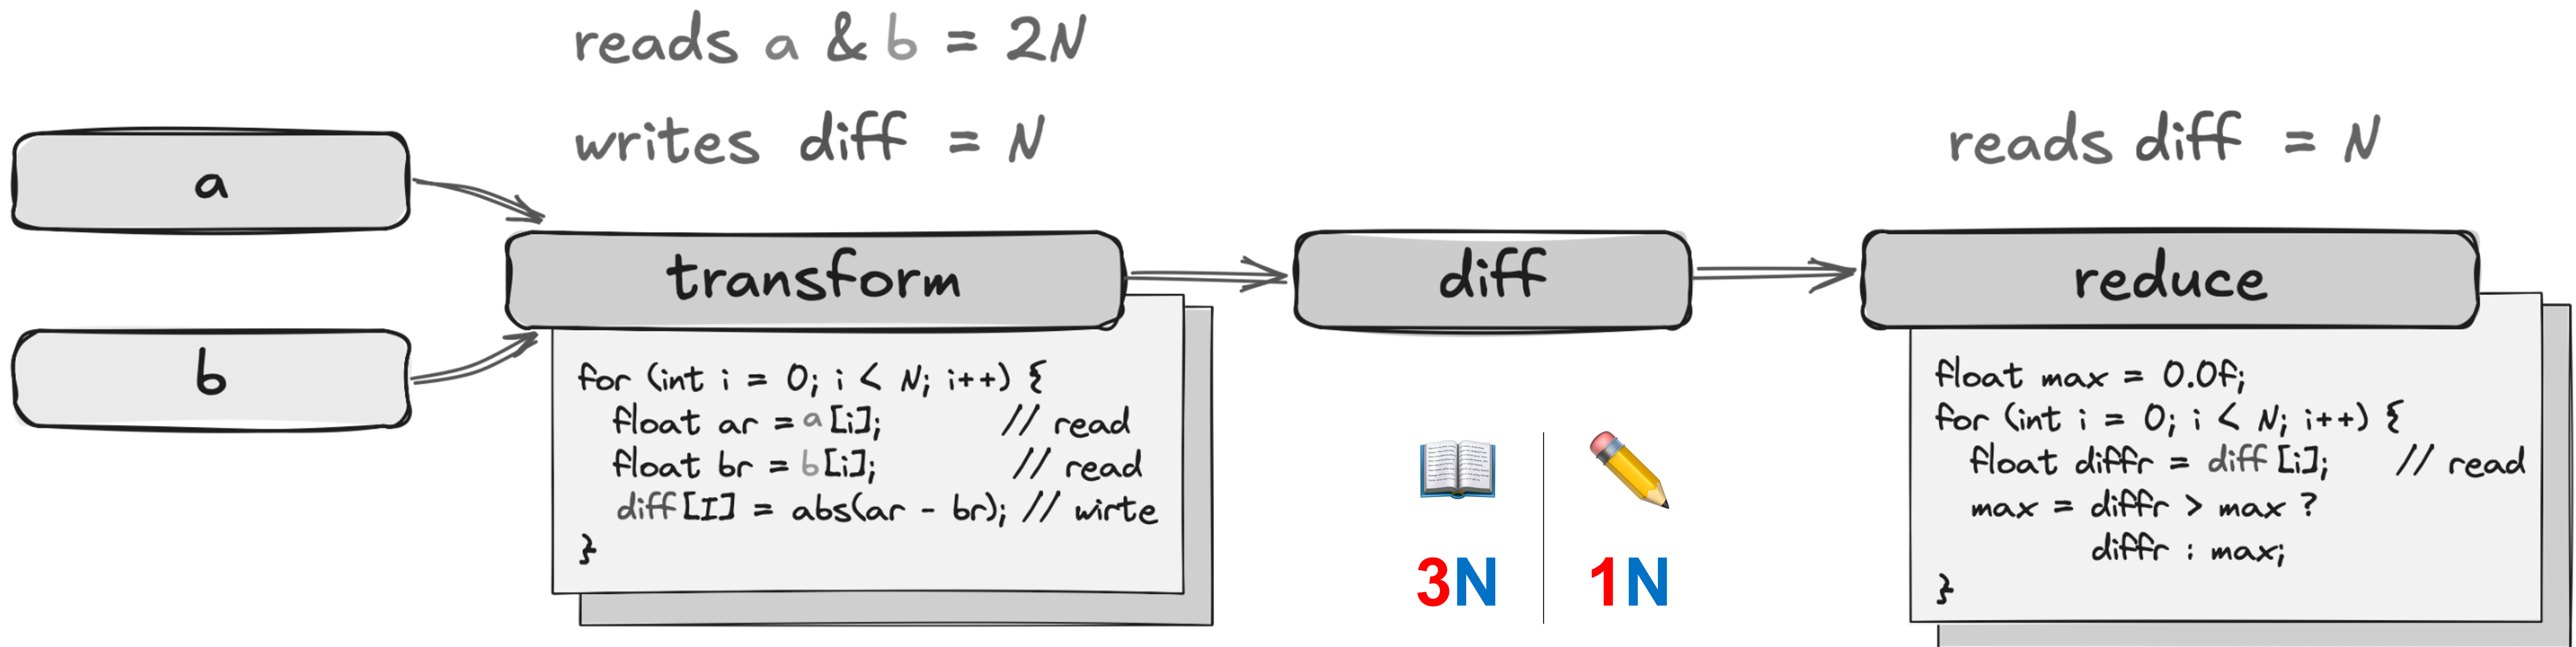 reads a & b = 2N
writes diff = N
reads diff = N
a
b
transform
for (int i = 0; i < N; i++) {
float ar = a[i]; // read
float br = b[i]; // read
diff[I] = abs(ar - br); // wirte
}
diff
3N
1N
reduce
float max = 0.0f;
for (int i = 0; i < N; i++) {
float diffr = diff[i]; // read
max = diffr > max ?
diffr : max;
}